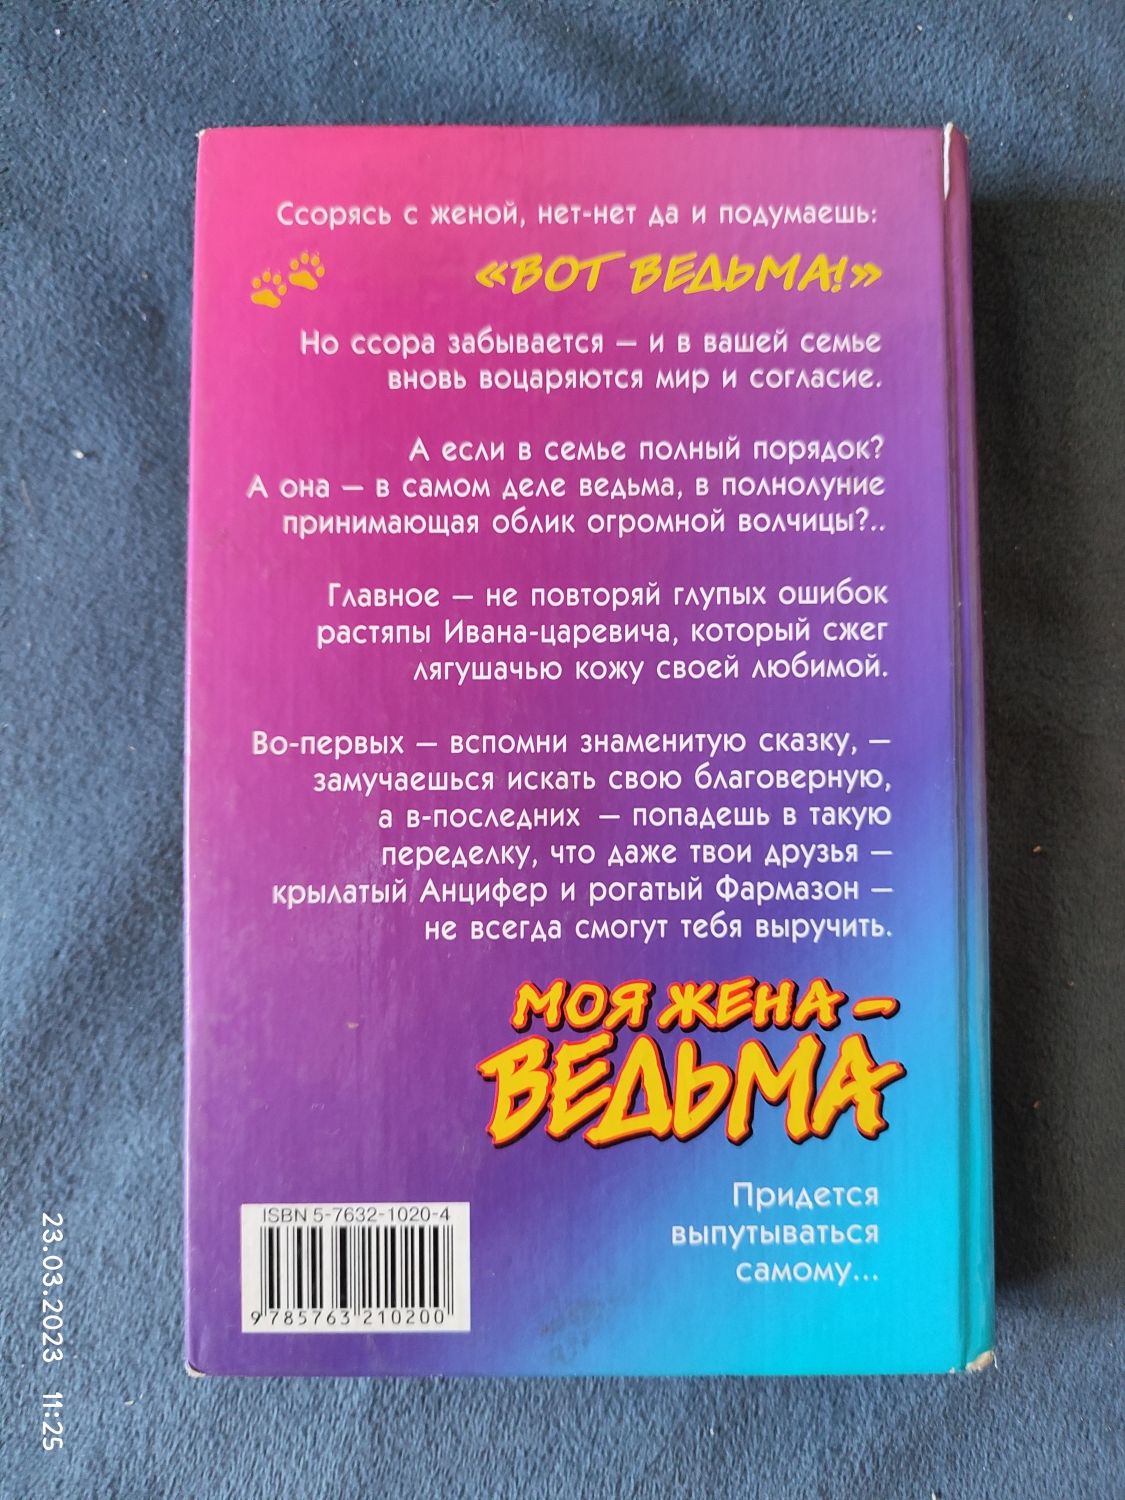 Ссорясь с женой, нет-нет да и подумаешь:
«ВОТ ВЕДЬМА!»
Но ссора забывается – и в вашей семье
вновь воцаряются мир и согласие.
А если в семье полный порядок?
А она – в самом деле ведьма, в полнолуние
принимающая облик огромной волчицы?..
Главное – не повторяй глупых ошибок
растяпы Ивана-царевича, который сжег
лягушачью кожу своей любимой.
Во-первых – вспомни знаменитую сказку, –
замучаешься искать свою благоверную,
а в-последних – попадешь в такую
переделку, что даже твои друзья –
крылатый Анцифер и рогатый Фармазон –
не всегда смогут тебя выручить.
МОЯ ЖЕНА –
ВЕДЬМА
Придется
выпутываться
самому...
ISBN 5-7632-1020-4
9 785763 210200
23.03.2023 11:25